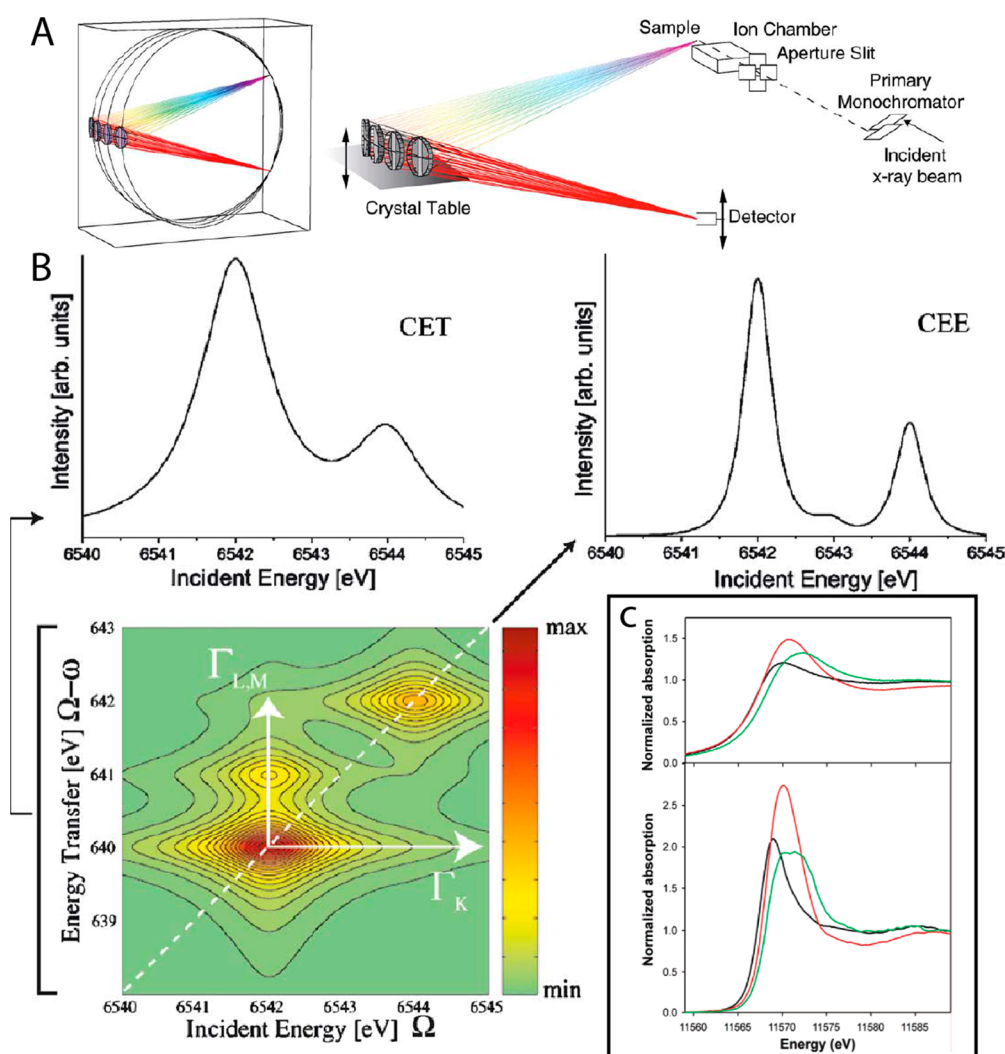 A
Sample
Ion Chamber
Aperture Slit
Primary
Monochromator
Incident
x-ray beam
Crystal Table
Detector
B
Intensity [arb. units]
CET
6540 6541 6542 6543 6544 6545
Incident Energy [eV]
Intensity [arb. units]
CEE
6540 6541 6542 6543 6544 6545
Incident Energy [eV]
Energy Transfer [eV] Ω-ω
643
642
641
640
639
ΓL,M
ΓK
max
min
6540 6541 6542 6543 6544 6545
Incident Energy [eV] Ω
C
Normalized absorption
1.5
1.0
0.5
0.0
Normalized absorption
2.5
2.0
1.5
1.0
0.5
0.0
11560 11565 11570 11575 11580 11585
Energy (eV)